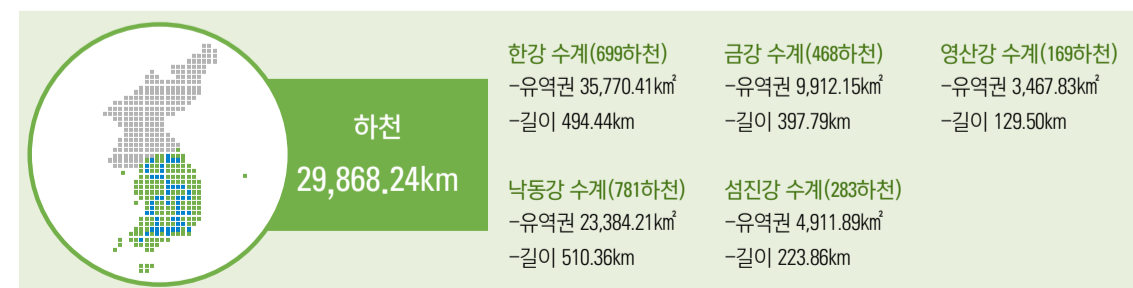 하천
29,868.24km
한강 수계(699하천)
-유역권 35,770.41㎢
-길이 494.44km
금강 수계(468하천)
-유역권 9,912.15㎢
-길이 397.79km
영산강 수계(169하천)
-유역권 3,467.83㎢
-길이 129.50km
낙동강 수계(781하천)
-유역권 23,384.21㎢
-길이 510.36km
섬진강 수계(283하천)
-유역권 4,911.89㎢
-길이 223.86km